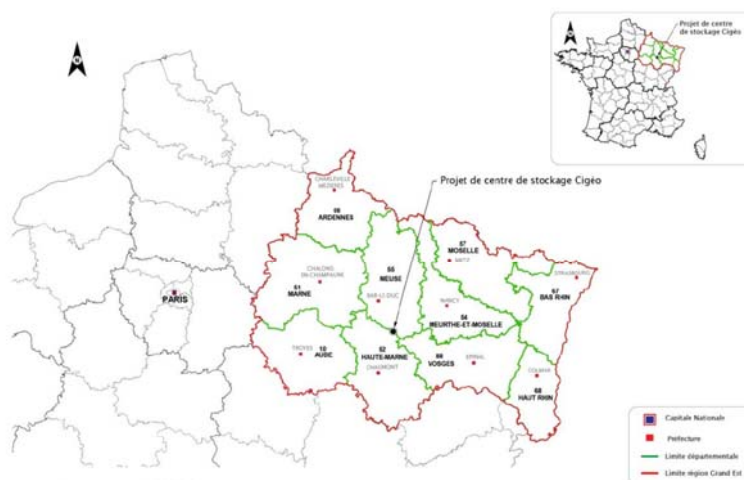 Projet de centre
de stockage Cigéo
N
N
Projet de centre de stockage Cigéo
CHARLEVILLE
MEZIERES
08
ARDENNES
57
MOSELLE
METZ
STRASBOURG
CHALONS
EN-CHAMPAGNE
51
MARNE
55
MEUSE
BAR-LE-DUC
NANCY
54
MEURTHE-ET-MOSELLE
67
BAS RHIN
PARIS
TROYES
10
AUBE
52
HAUTE-MARNE
CHAUMONT
88
VOSGES
EPINAL
COLMAR
68
HAUT RHIN
Capitale Nationale
Préfecture
Limite départementale
Limite région Grand Est